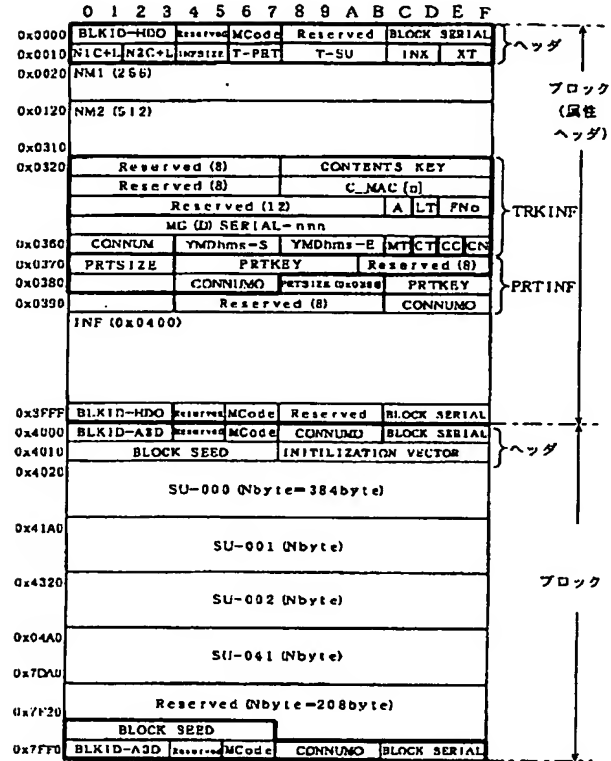 0 1 2 3 4 5 6 7 8 9 A B C D E F
0x0000 BLKID-HD0 Reserved MCode Reserved BLOCK SERIAL
0x0010 N1C+L N2C+L INFSIZE T-PRT T-SU INX XT
ヘッダ
0x0020 NM1 (256)
0x0120 NM2 (512)
ブロック
(属性
ヘッダ)
0x0310
0x0320 Reserved (8) CONTENTS KEY
Reserved (8) C_MAC [n]
Reserved (12) A LT FNo
TRKINF
MG (D) SERIAL-nnn
0x0360 CONNUM YMDhms-S YMDhms-E MT CT CC CN
0x0370 PRTSIZE PRTKEY Reserved (8)
0x0380 CONNUM0 PRTSIZE (0x0388) PRTKEY
PRTINF
0x0390 Reserved (8) CONNUM0
INF (0x0400)
0x3FFF BLKID-HD0 Reserved MCode Reserved BLOCK SERIAL
0x4000 BLKID-A3D Reserved MCode CONNUM0 BLOCK SERIAL
0x4010 BLOCK SEED INITILIZATION VECTOR
ヘッダ
0x4020
SU-000 (Nbyte=384byte)
0x41A0
SU-001 (Nbyte)
0x4320
SU-002 (Nbyte)
ブロック
0x04A0
SU-041 (Nbyte)
0x7DA0
Reserved (Nbyte=208byte)
0x7F20
BLOCK SEED
0x7FF0 BLKID-A3D Reserved MCode CONNUM0 BLOCK SERIAL